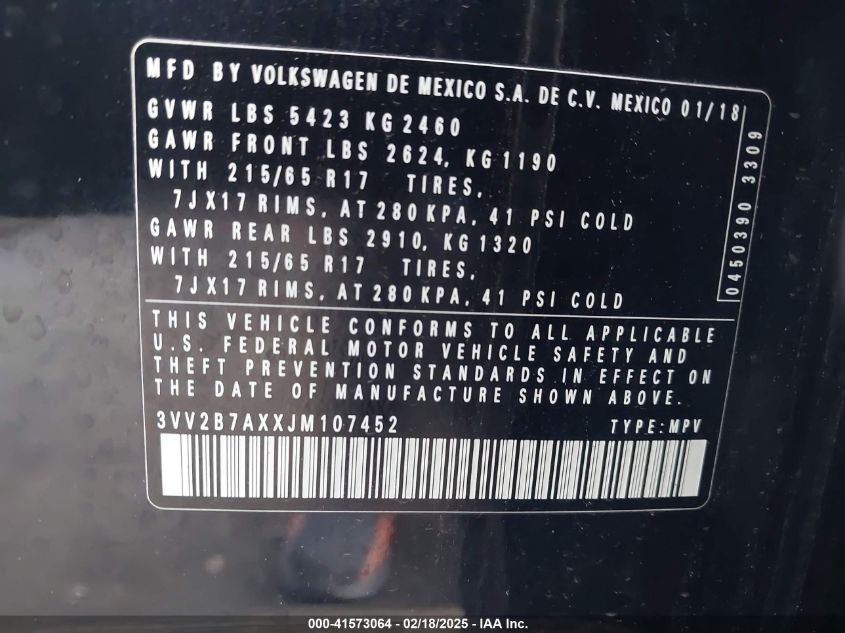 MFD BY VOLKSWAGEN DE MEXICO S.A. DE C.V. MEXICO 01/18
GVWR LBS 5423 KG 2460
GAWR FRONT LBS 2624, KG 1190
WITH 215/65 R17 TIRES,
7J X17 RIMS, AT 280 KPA, 41 PSI COLD
GAWR REAR LBS 2910, KG 1320
WITH 215/65 R17 TIRES,
7J X17 RIMS, AT 280 KPA, 41 PSI COLD
0450390 3309
THIS VEHICLE CONFORMS TO ALL APPLICABLE
U.S. FEDERAL MOTOR VEHICLE SAFETY AND
THEFT PREVENTION STANDARDS IN EFFECT ON
THE DATE OF MANUFACTURE SHOWN ABOVE.
3VV2B7AXXJM107452 TYPE:MPV
000-41573064 - 02/18/2025 - IAA Inc.